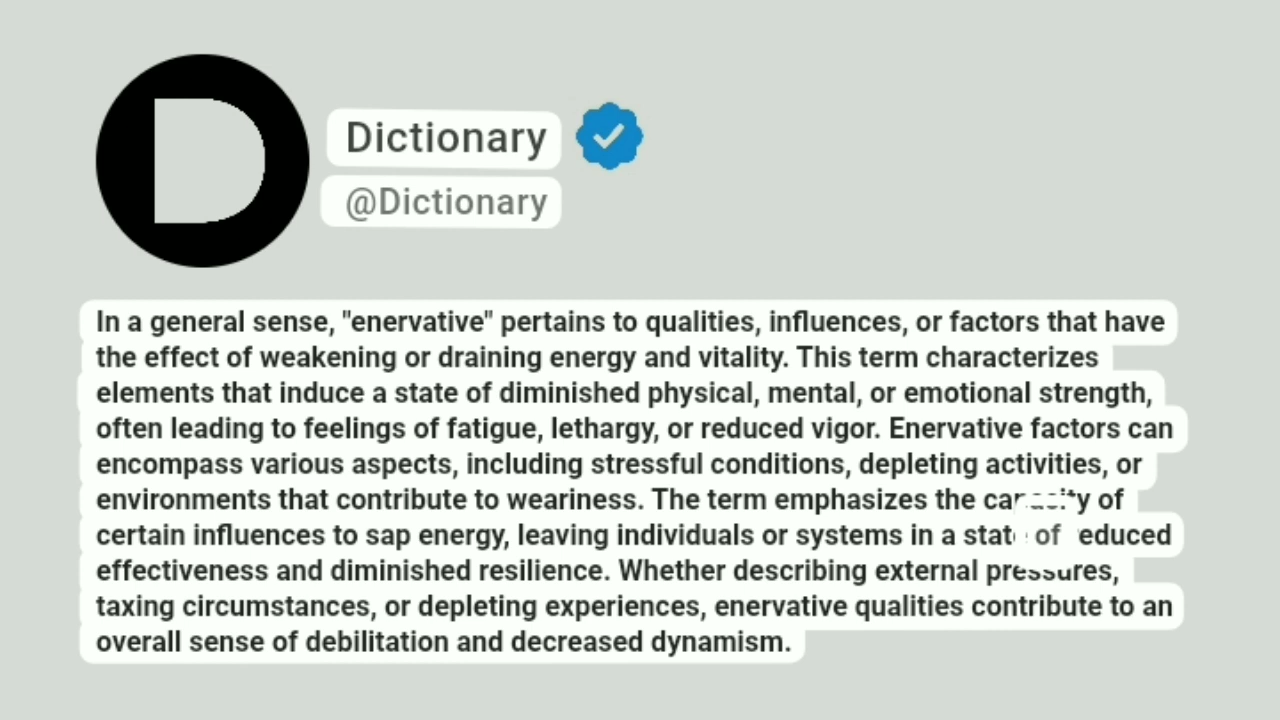 D
Dictionary
@Dictionary
In a general sense, "enervative" pertains to qualities, influences, or factors that have
the effect of weakening or draining energy and vitality. This term characterizes
elements that induce a state of diminished physical, mental, or emotional strength,
often leading to feelings of fatigue, lethargy, or reduced vigor. Enervative factors can
encompass various aspects, including stressful conditions, depleting activities, or
environments that contribute to weariness. The term emphasizes the capacity of
certain influences to sap energy, leaving individuals or systems in a state of reduced
effectiveness and diminished resilience. Whether describing external pressures,
taxing circumstances, or depleting experiences, enervative qualities contribute to an
overall sense of debilitation and decreased dynamism.